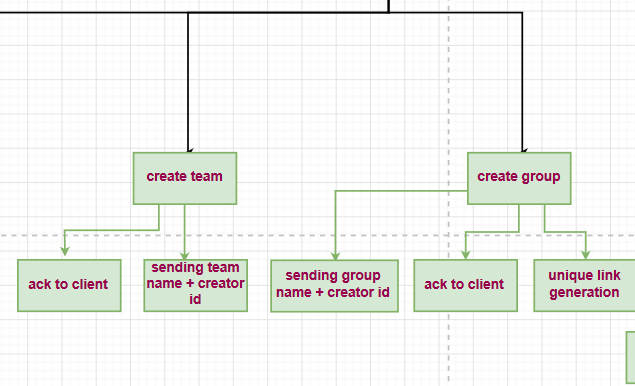 create team
create group
ack to client
sending team
name + creator
id
sending group
name + creator id
ack to client
unique link
generation